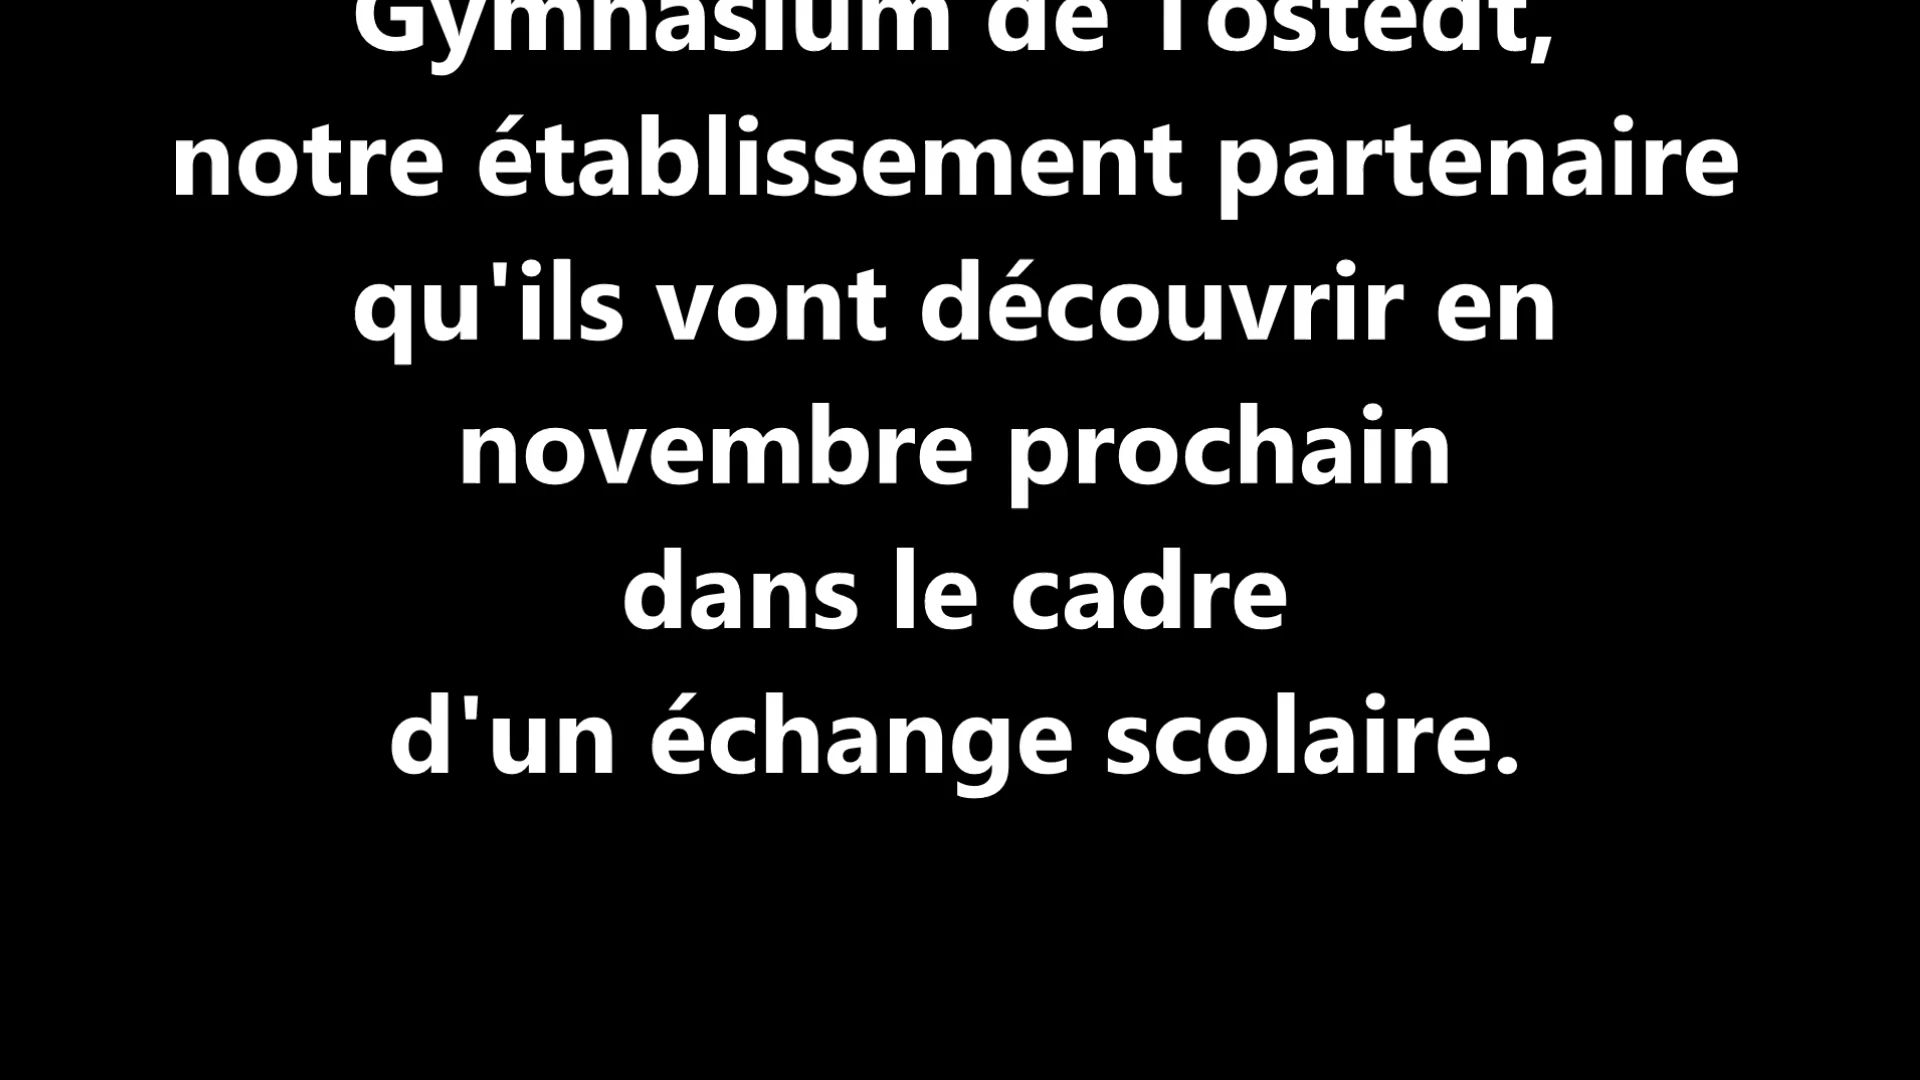 Gymnasium de Tostedt,
notre établissement partenaire
qu'ils vont découvrir en
novembre prochain
dans le cadre
d'un échange scolaire.